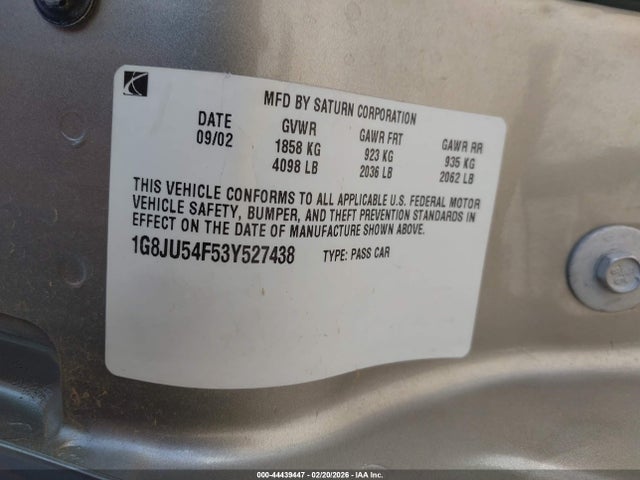 MFD BY SATURN CORPORATION
DATE GVWR GAWR FRT GAWR RR
09/02 1858 KG 923 KG 935 KG
4098 LB 2036 LB 2062 LB
THIS VEHICLE CONFORMS TO ALL APPLICABLE U.S. FEDERAL MOTOR
VEHICLE SAFETY, BUMPER, AND THEFT PREVENTION STANDARDS IN
EFFECT ON THE DATE OF MANUFACTURE SHOWN ABOVE.
1G8JU54F53Y527438 TYPE: PASS CAR
000-44439447 - 02/20/2026 - IAAI.com